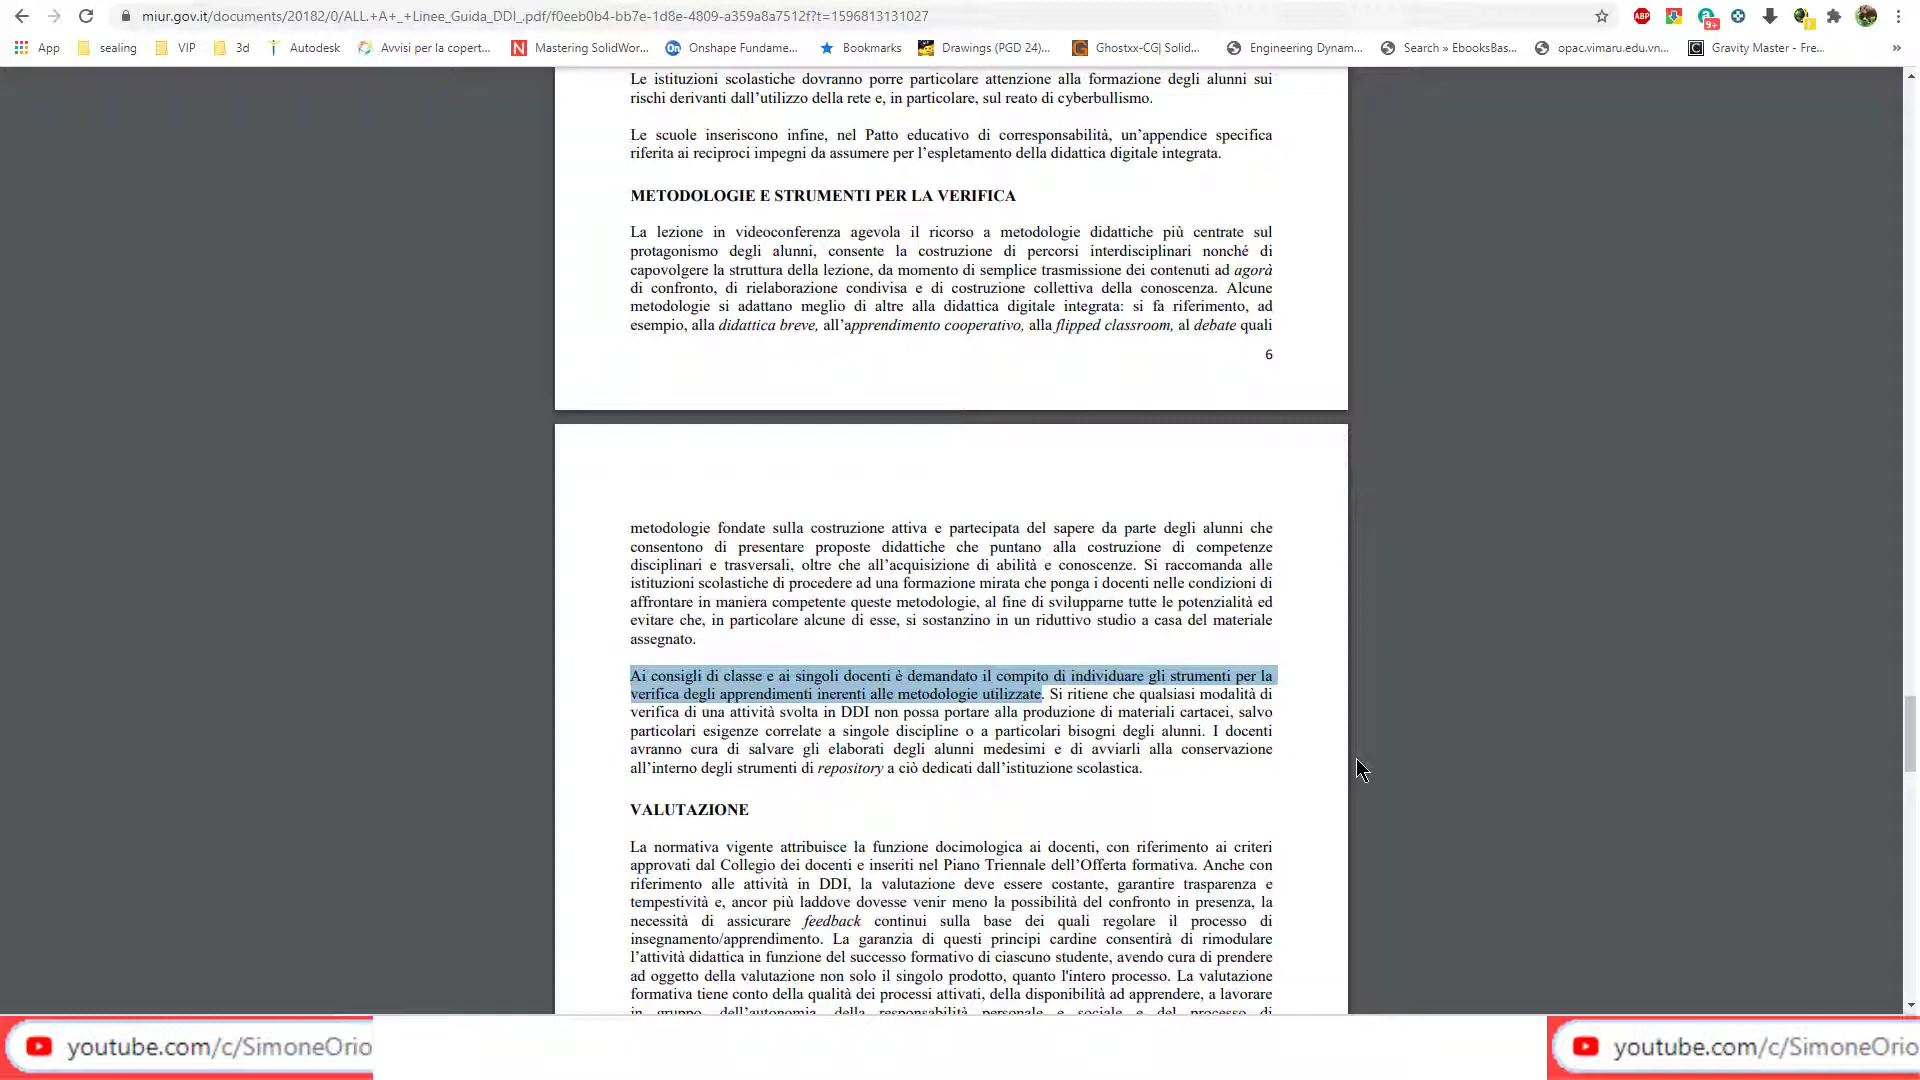 miur.gov.it/documents/20182/0/ALL.+A+_+Linee_Guida_DDI_.pdf/f0eeb0b4-bb7e-1d8e-4809-a359a8a7512f?t=1596813131027
ABP
9+
App sealing VIP 3d Autodesk Avvisi per la copert... Mastering SolidWor... Onshape Fundame... Bookmarks Drawings (PGD 24)... Ghostxx-CG| Solid... Engineering Dynam... Search » EbooksBas... opac.vimaru.edu.vn... Gravity Master - Fre... »
Le istituzioni scolastiche dovranno porre particolare attenzione alla formazione degli alunni sui
rischi derivanti dall’utilizzo della rete e, in particolare, sul reato di cyberbullismo.
Le scuole inseriscono infine, nel Patto educativo di corresponsabilità, un’appendice specifica
riferita ai reciproci impegni da assumere per l’espletamento della didattica digitale integrata.
METODOLOGIE E STRUMENTI PER LA VERIFICA
La lezione in videoconferenza agevola il ricorso a metodologie didattiche più centrate sul
protagonismo degli alunni, consente la costruzione di percorsi interdisciplinari nonché di
capovolgere la struttura della lezione, da momento di semplice trasmissione dei contenuti ad agorà
di confronto, di rielaborazione condivisa e di costruzione collettiva della conoscenza. Alcune
metodologie si adattano meglio di altre alla didattica digitale integrata: si fa riferimento, ad
esempio, alla didattica breve, all’apprendimento cooperativo, alla flipped classroom, al debate quali
6
metodologie fondate sulla costruzione attiva e partecipata del sapere da parte degli alunni che
consentono di presentare proposte didattiche che puntano alla costruzione di competenze
disciplinari e trasversali, oltre che all’acquisizione di abilità e conoscenze. Si raccomanda alle
istituzioni scolastiche di procedere ad una formazione mirata che ponga i docenti nelle condizioni di
affrontare in maniera competente queste metodologie, al fine di svilupparne tutte le potenzialità ed
evitare che, in particolare alcune di esse, si sostanzino in un riduttivo studio a casa del materiale
assegnato.
Ai consigli di classe e ai singoli docenti è demandato il compito di individuare gli strumenti per la
verifica degli apprendimenti inerenti alle metodologie utilizzate. Si ritiene che qualsiasi modalità di
verifica di una attività svolta in DDI non possa portare alla produzione di materiali cartacei, salvo
particolari esigenze correlate a singole discipline o a particolari bisogni degli alunni. I docenti
avranno cura di salvare gli elaborati degli alunni medesimi e di avviarli alla conservazione
all’interno degli strumenti di repository a ciò dedicati dall’istituzione scolastica.
VALUTAZIONE
La normativa vigente attribuisce la funzione docimologica ai docenti, con riferimento ai criteri
approvati dal Collegio dei docenti e inseriti nel Piano Triennale dell’Offerta formativa. Anche con
riferimento alle attività in DDI, la valutazione deve essere costante, garantire trasparenza e
tempestività e, ancor più laddove dovesse venir meno la possibilità del confronto in presenza, la
necessità di assicurare feedback continui sulla base dei quali regolare il processo di
insegnamento/apprendimento. La garanzia di questi principi cardine consentirà di rimodulare
l’attività didattica in funzione del successo formativo di ciascuno studente, avendo cura di prendere
ad oggetto della valutazione non solo il singolo prodotto, quanto l'intero processo. La valutazione
formativa tiene conto della qualità dei processi attivati, della disponibilità ad apprendere, a lavorare
in gruppo, dell’autonomia, della responsabilità personale e sociale e del processo di
youtube.com/c/SimoneOrio
youtube.com/c/SimoneOrio